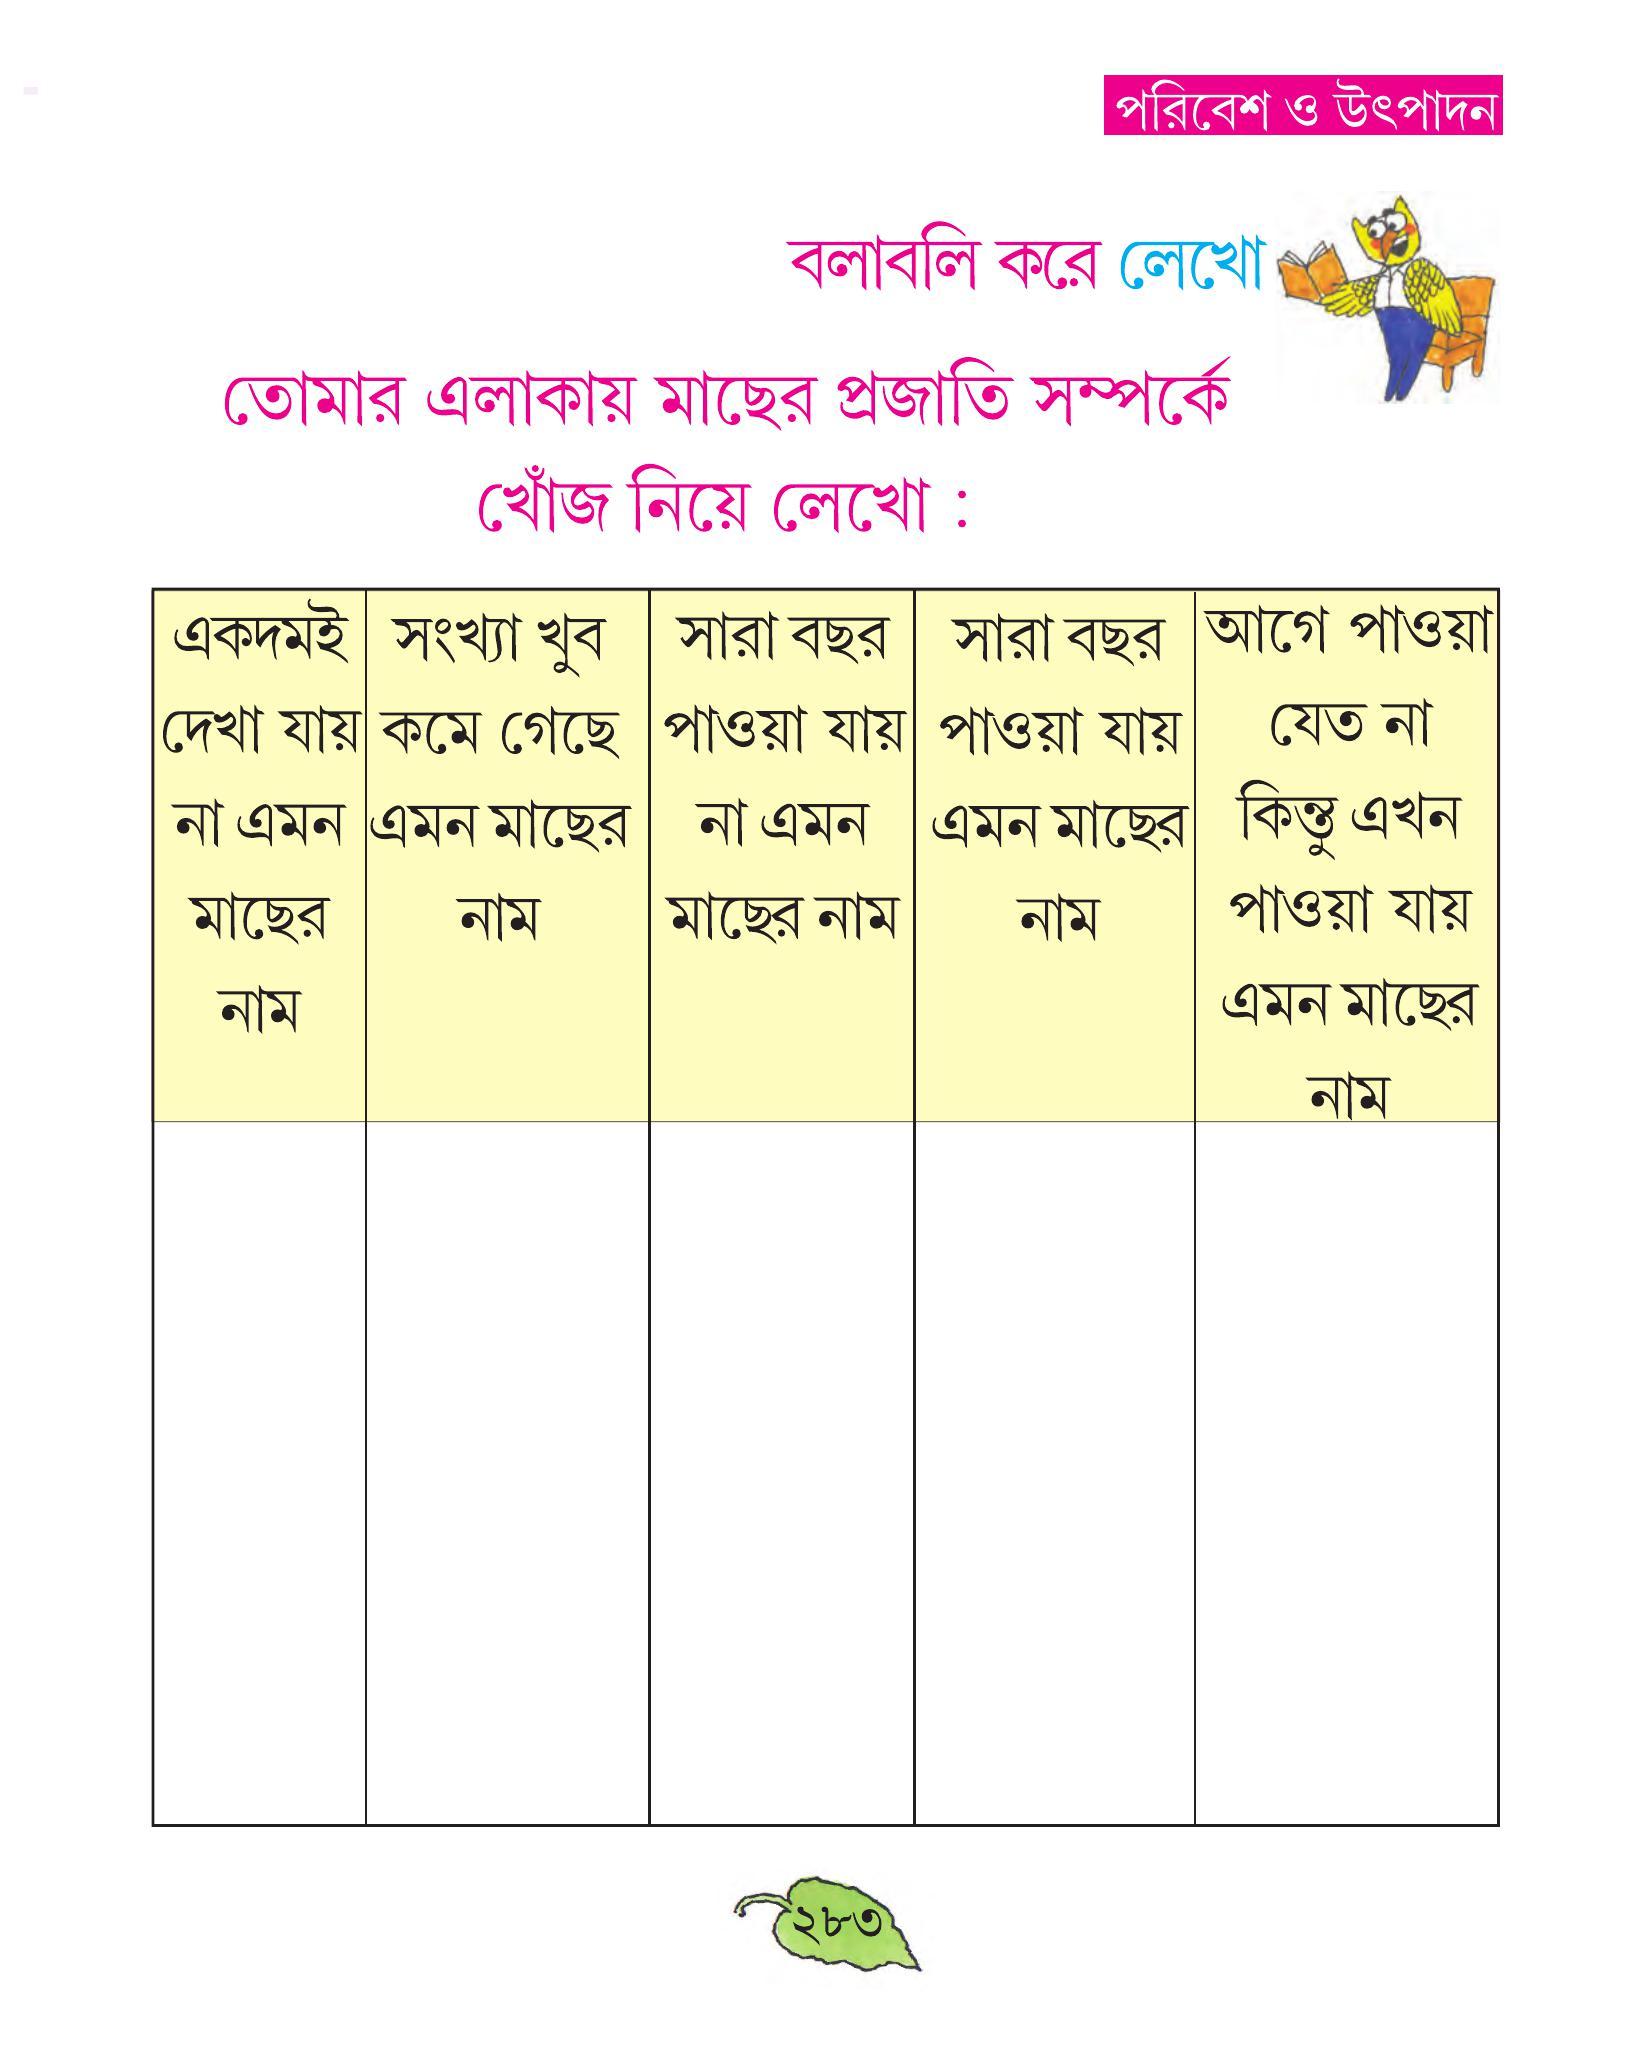 পরিবেশ ও উৎপাদন
বলাবলি করে লেখো
তোমার এলাকায় মাছের প্রজাতি সম্পর্কে
খোঁজ নিয়ে লেখো :
একদমই
দেখা যায়
না এমন
মাছের
নাম
সংখ্যা খুব
কমে গেছে
এমন মাছের
নাম
সারা বছর
পাওয়া যায়
না এমন
মাছের নাম
সারা বছর
পাওয়া যায়
এমন মাছের
নাম
আগে পাওয়া
যেত না
কিন্তু এখন
পাওয়া যায়
এমন মাছের
নাম
২৮৩